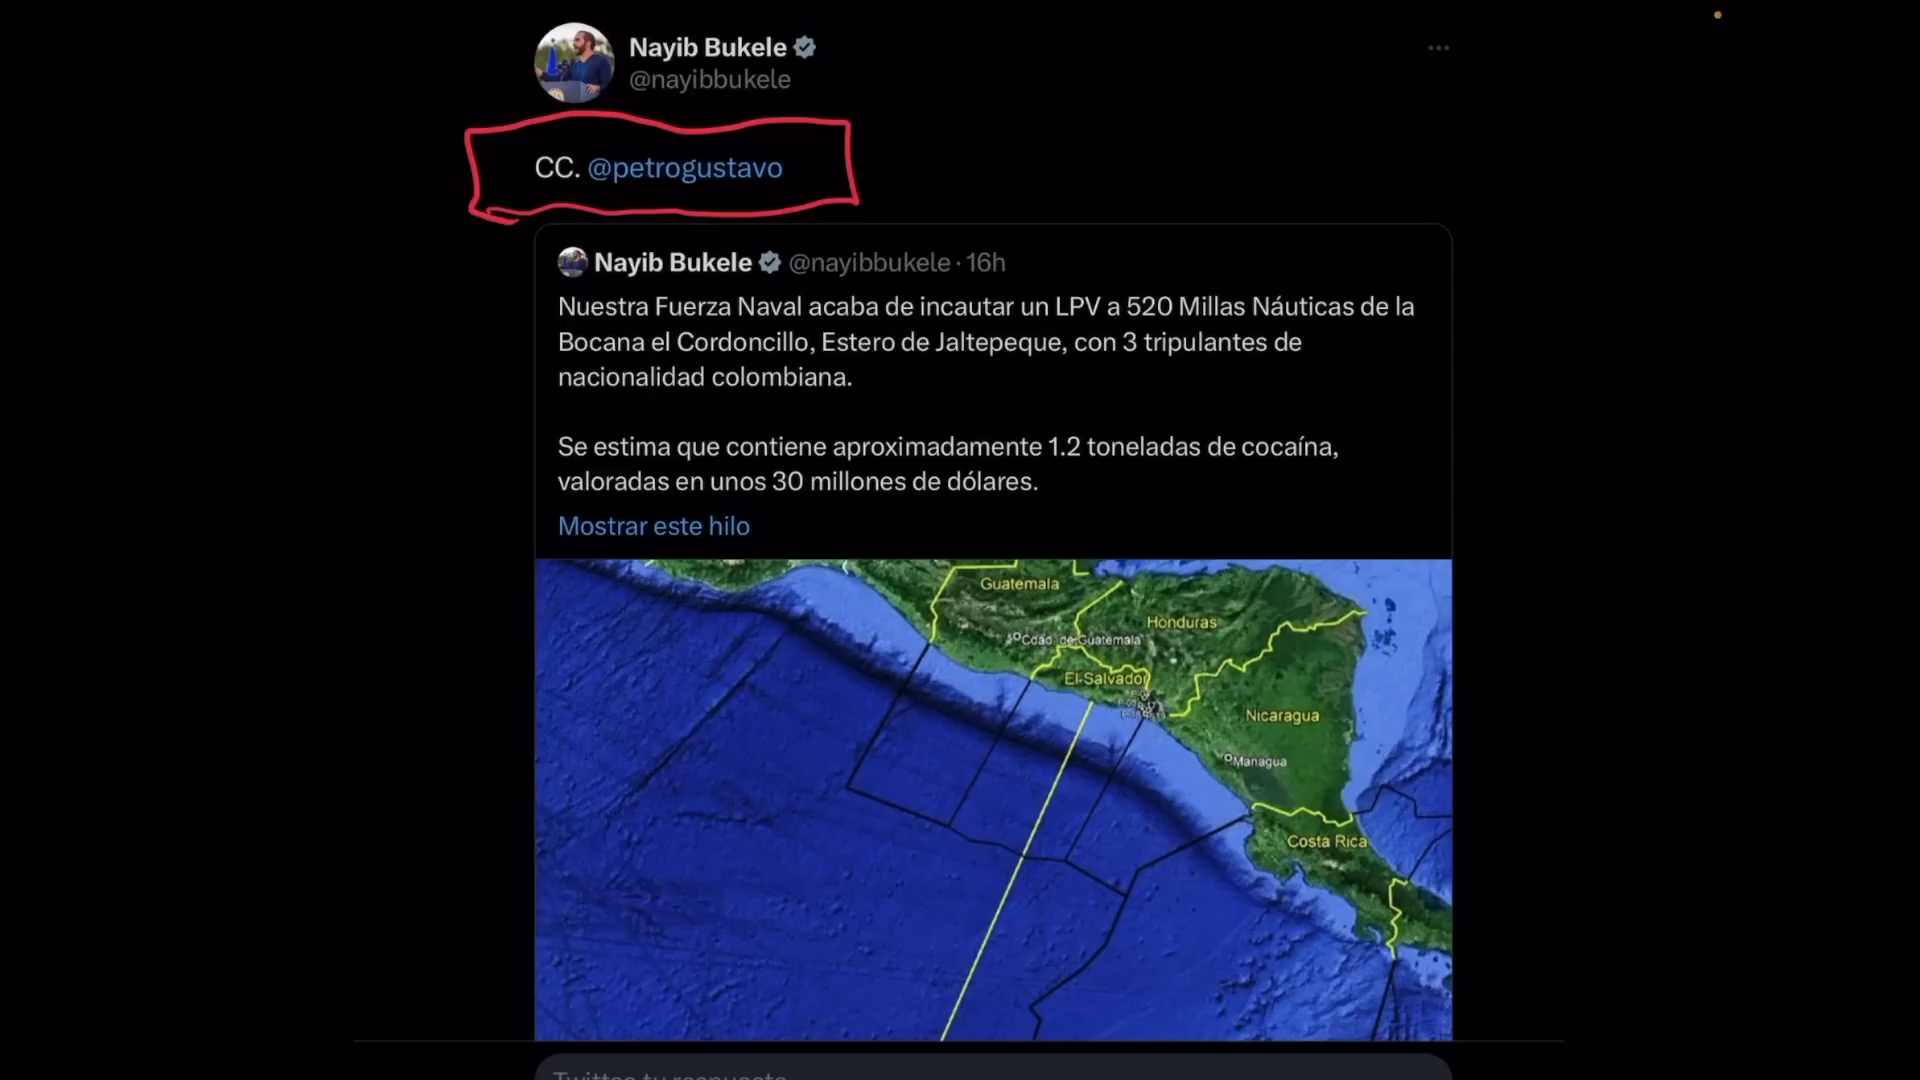 Nayib Bukele
@nayibbukele
CC. @petrogustavo
Nayib Bukele @nayibbukele · 16h
Nuestra Fuerza Naval acaba de incautar un LPV a 520 Millas Náuticas de la
Bocana el Cordoncillo, Estero de Jaltepeque, con 3 tripulantes de
nacionalidad colombiana.
Se estima que contiene aproximadamente 1.2 toneladas de cocaína,
valoradas en unos 30 millones de dólares.
Mostrar este hilo
Guatemala
Honduras
Cdad. de Guatemala
El Salvador
Nicaragua
Managua
Costa Rica